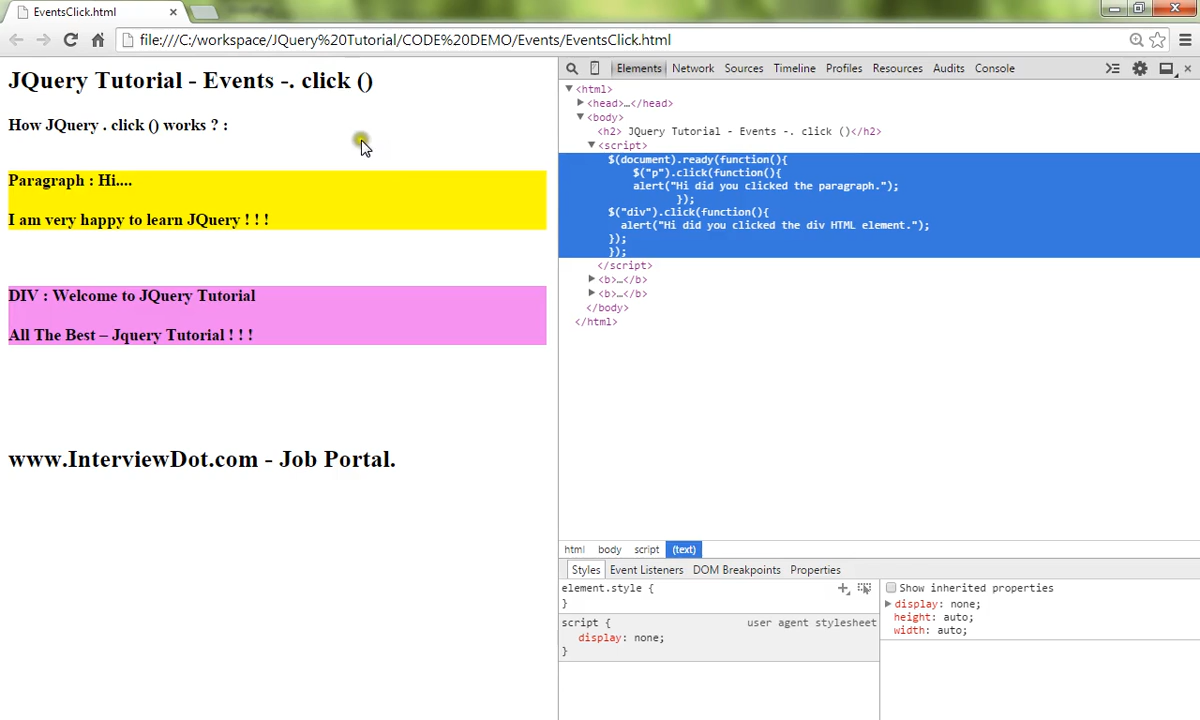 EventsClick.html
file:///C:/workspace/JQuery%20Tutorial/CODE%20DEMO/Events/EventsClick.html
JQuery Tutorial - Events -. click ()
How JQuery . click () works ? :
Paragraph : Hi....
I am very happy to learn JQuery ! ! !
DIV : Welcome to JQuery Tutorial
All The Best – Jquery Tutorial ! ! !
www.InterviewDot.com - Job Portal.
Elements Network Sources Timeline Profiles Resources Audits Console
<html>
<head>…</head>
<body>
<h2> JQuery Tutorial - Events -. click ()</h2>
<script>
$(document).ready(function(){
$("p").click(function(){
alert("Hi did you clicked the paragraph.");
});
$("div").click(function(){
alert("Hi did you clicked the div HTML element.");
});
});
</script>
<b>…</b>
<b>…</b>
</body>
</html>
html body script (text)
Styles Event Listeners DOM Breakpoints Properties
element.style {
}
script { user agent stylesheet
display: none;
}
Show inherited properties
display: none;
height: auto;
width: auto;